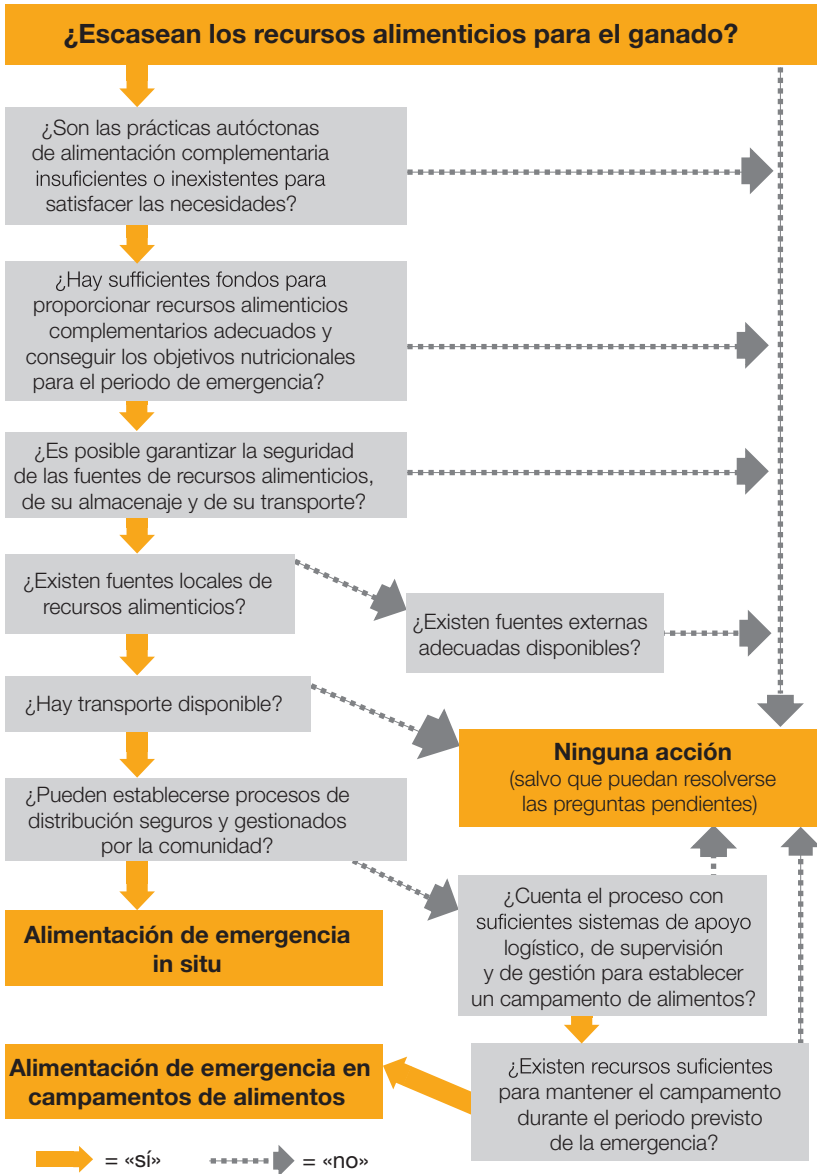 ¿Escasean los recursos alimenticios para el ganado?
¿Son las prácticas autóctonas
de alimentación complementaria
insuficientes o inexistentes para
satisfacer las necesidades?
¿Hay sufficientes fondos para
proporcionar recursos alimenticios
complementarios adecuados y
conseguir los objetivos nutricionales
para el periodo de emergencia?
¿Es posible garantizar la seguridad
de las fuentes de recursos alimenticios,
de su almacenaje y de su transporte?
¿Existen fuentes locales de
recursos alimenticios?
¿Existen fuentes externas
adecuadas disponibles?
¿Hay transporte disponible?
Ninguna acción
(salvo que puedan resolverse
las preguntas pendientes)
¿Pueden establecerse procesos de
distribución seguros y gestionados
por la comunidad?
¿Cuenta el proceso con
suficientes sistemas de apoyo
logístico, de supervisión
y de gestión para establecer
un campamento de alimentos?
Alimentación de emergencia
in situ
¿Existen recursos suficientes
para mantener el campamento
durante el periodo previsto
de la emergencia?
Alimentación de emergencia en
campamentos de alimentos
= «sí»
= «no»